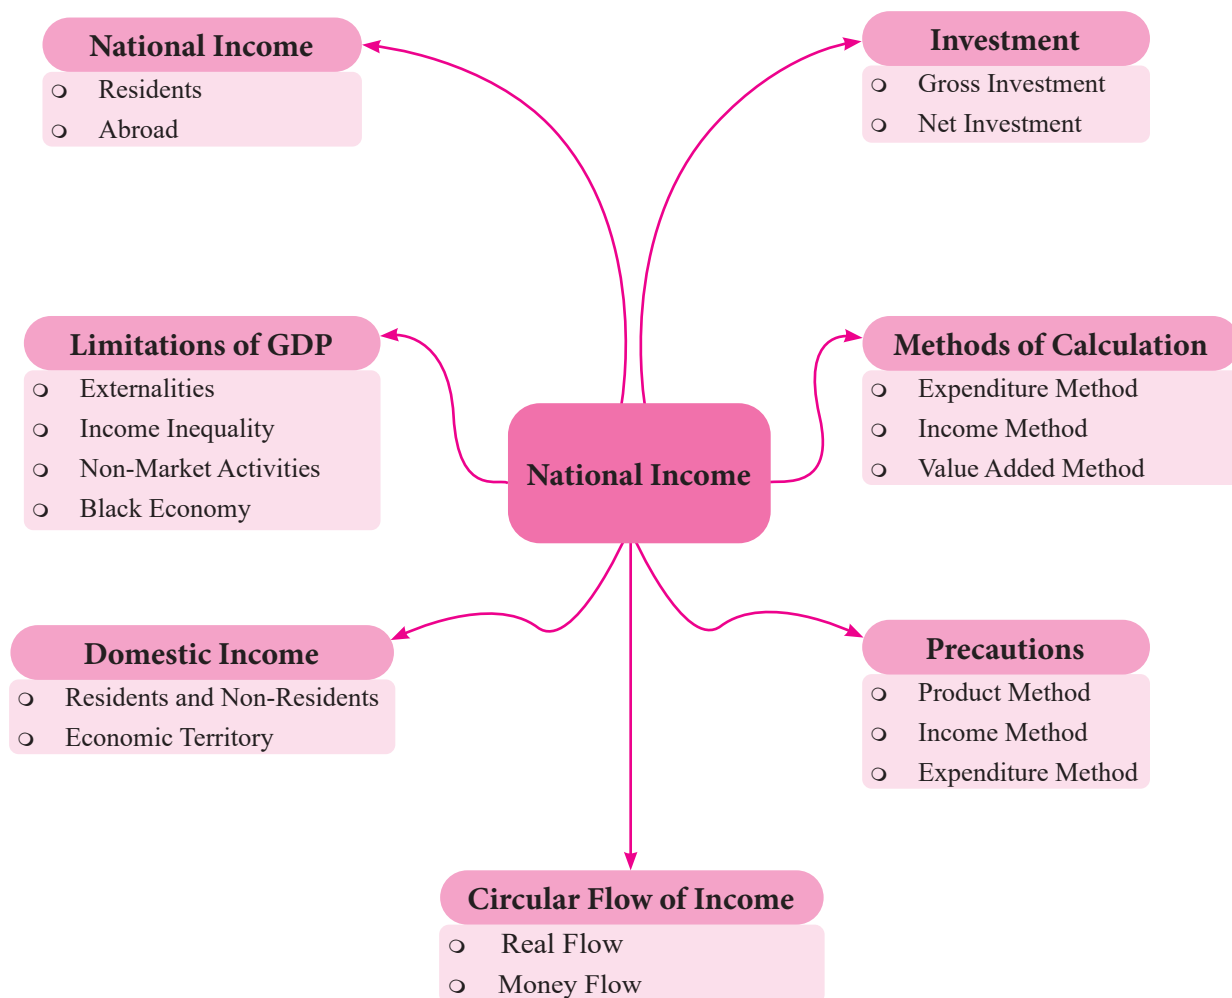 National Income
Residents
Abroad
Investment
Gross Investment
Net Investment
Limitations of GDP
Externalities
Income Inequality
Non-Market Activities
Black Economy
Methods of Calculation
Expenditure Method
Income Method
Value Added Method
National Income
Domestic Income
Residents and Non-Residents
Economic Territory
Precautions
Product Method
Income Method
Expenditure Method
Circular Flow of Income
Real Flow
Money Flow